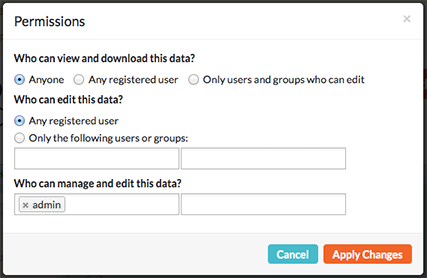 Permissions
×
Who can view and download this data?
Anyone Any registered user Only users and groups who can edit
Who can edit this data?
Any registered user
Only the following users or groups:
Who can manage and edit this data?
× admin
Cancel Apply Changes